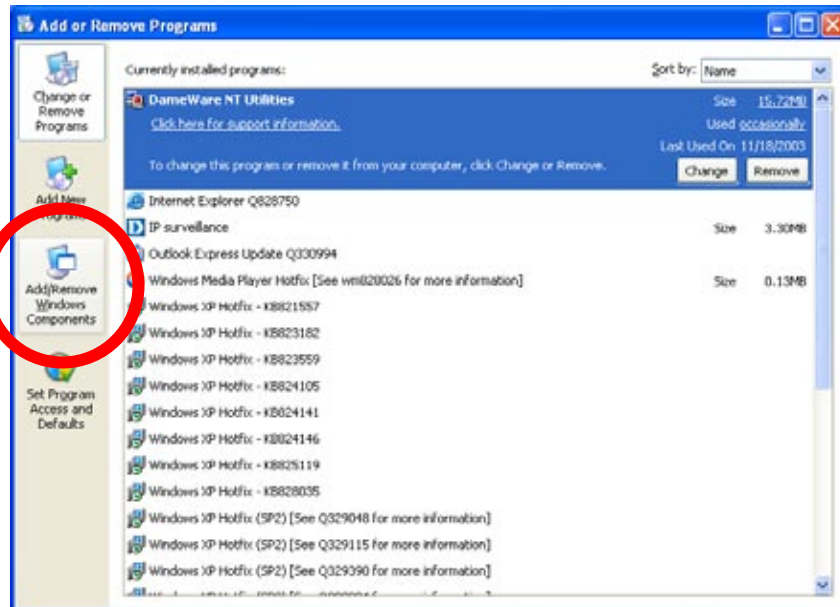 Add or Remove Programs
Currently installed programs:
Sort by: Name
Change or
Remove
Programs
Add New
Programs
Add/Remove
Windows
Components
Set Program
Access and
Defaults
DameWare NT Utilities
Size 15.72MB
Click here for support information.
Used occasionally
Last Used On 11/18/2003
To change this program or remove it from your computer, click Change or Remove.
Change
Remove
Internet Explorer Q828750
IP surveillance
Size 3.30MB
Outlook Express Update Q330994
Windows Media Player Hotfix [See wm828026 for more information]
Size 0.13MB
Windows XP Hotfix - KB821557
Windows XP Hotfix - KB823182
Windows XP Hotfix - KB823559
Windows XP Hotfix - KB824105
Windows XP Hotfix - KB824141
Windows XP Hotfix - KB824146
Windows XP Hotfix - KB825119
Windows XP Hotfix - KB828035
Windows XP Hotfix (SP2) [See Q329048 for more information]
Windows XP Hotfix (SP2) [See Q329115 for more information]
Windows XP Hotfix (SP2) [See Q329390 for more information]